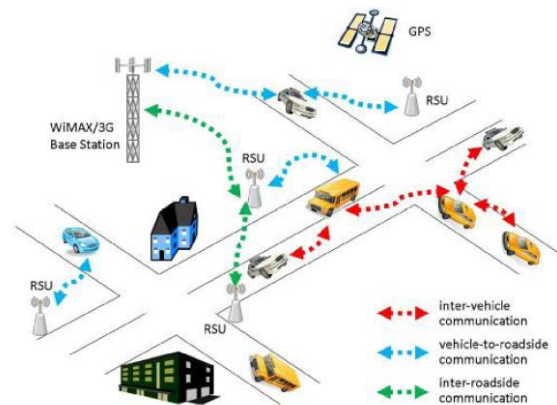 GPS
RSU
WiMAX/3G
Base Station
RSU
RSU
RSU
inter-vehicle
communication
vehicle-to-roadside
communication
inter-roadside
communication